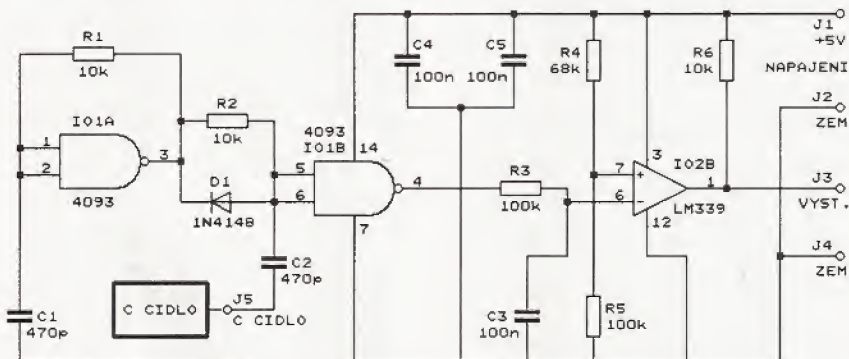 R1
10k
IO1A
1
2
3
4093
R2
10k
D1
1N4148
C1
470p
C CIDLO
J5
C CIDLO
C2
470p
4093
IO1B
14
5
6
4
7
C4
100n
C5
100n
R3
100k
C3
100n
R4
68k
R5
100k
7
+
6
-
3
IO2B
1
LM339
12
R6
10k
J1
+5V
NAPAJENI
J2
ZEM
J3
VYST.
J4
ZEM